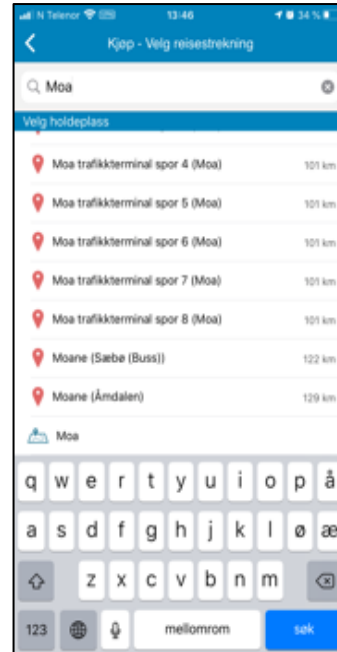 N Telenor 13:46 34 %
Kjøp - Velg reisestrekning
Moa
Velg holdeplass
Moa trafikkterminal spor 4 (Moa) 101 km
Moa trafikkterminal spor 5 (Moa) 101 km
Moa trafikkterminal spor 6 (Moa) 101 km
Moa trafikkterminal spor 7 (Moa) 101 km
Moa trafikkterminal spor 8 (Moa) 101 km
Moane (Sæbø (Buss)) 122 km
Moane (Åmdalen) 129 km
Moa
q w e r t y u i o p å
a s d f g h j k l ø æ
z x c v b n m
123 mellomrom søk